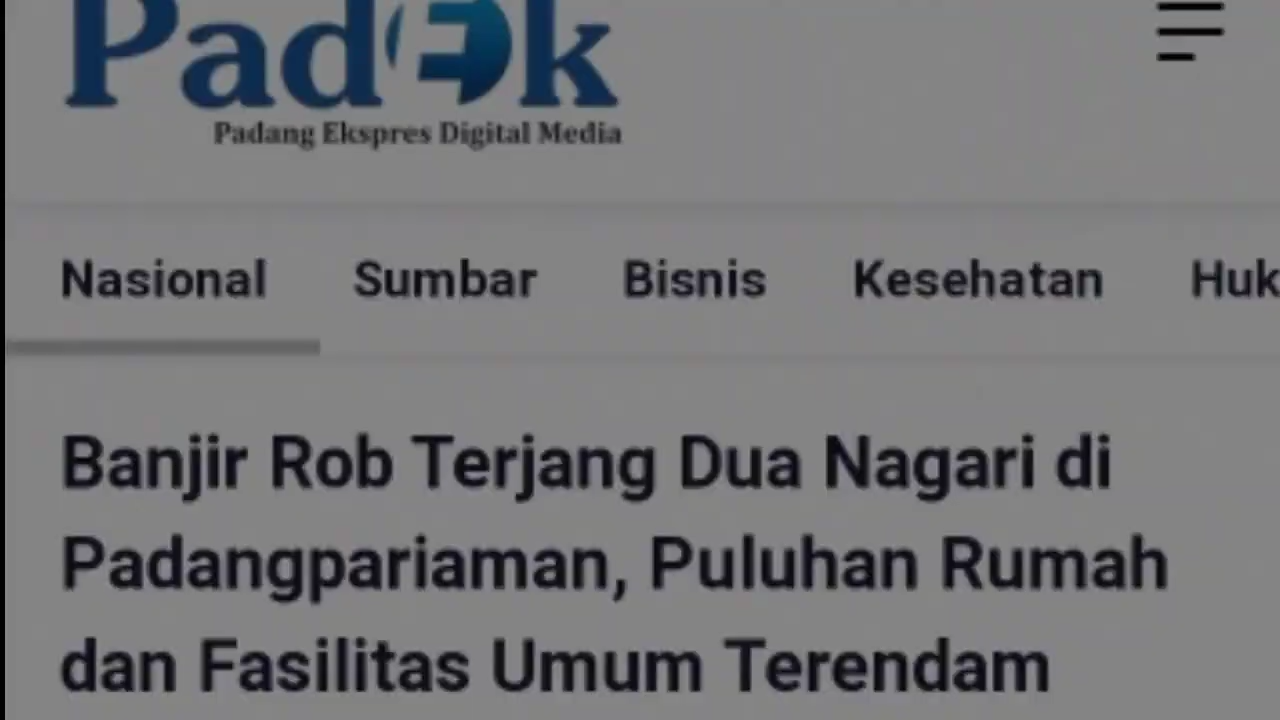 PadEk
Padang Ekspres Digital Media
Nasional Sumbar Bisnis Kesehatan Huk
Banjir Rob Terjang Dua Nagari di
Padangpariaman, Puluhan Rumah
dan Fasilitas Umum Terendam